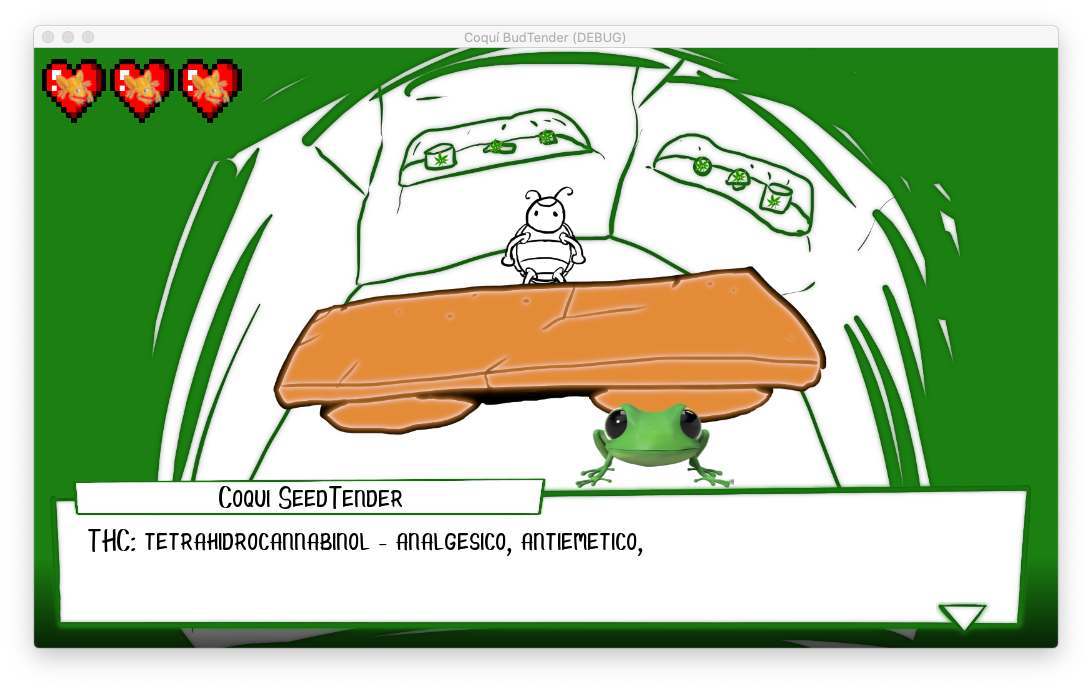 Coquí BudTender (DEBUG)
Coqui SeedTender
THC: tetrahidrocannabinol - analgesico, antiemetico,